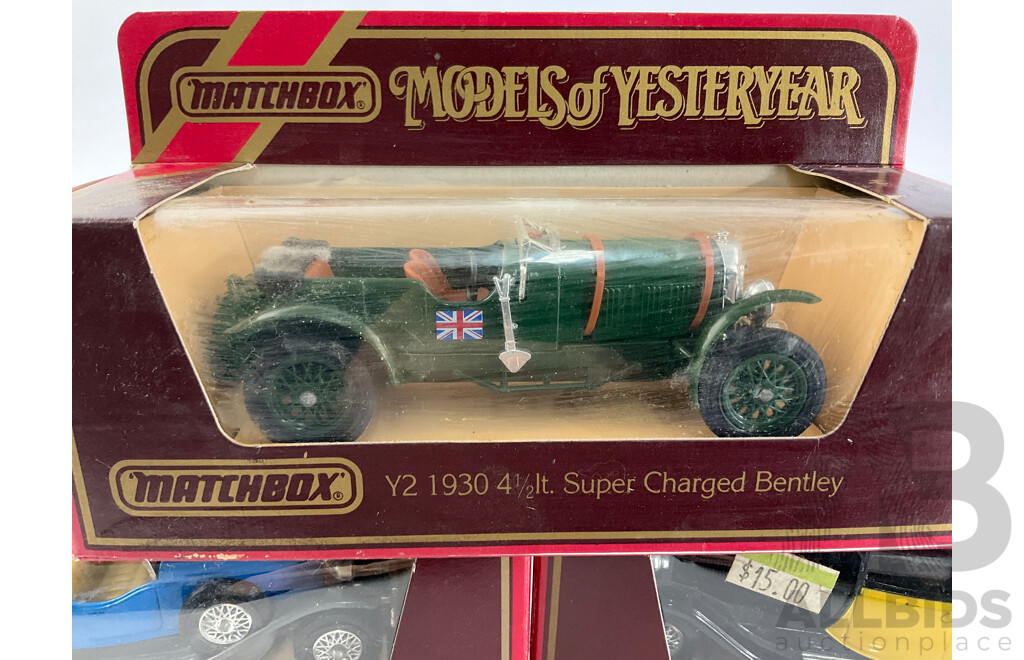 MATCHBOX®
MODELS of YESTERYEAR
MATCHBOX®
Y2 1930 4½lt. Super Charged Bentley
$15.00
B
ALLBIDS
auctionplace